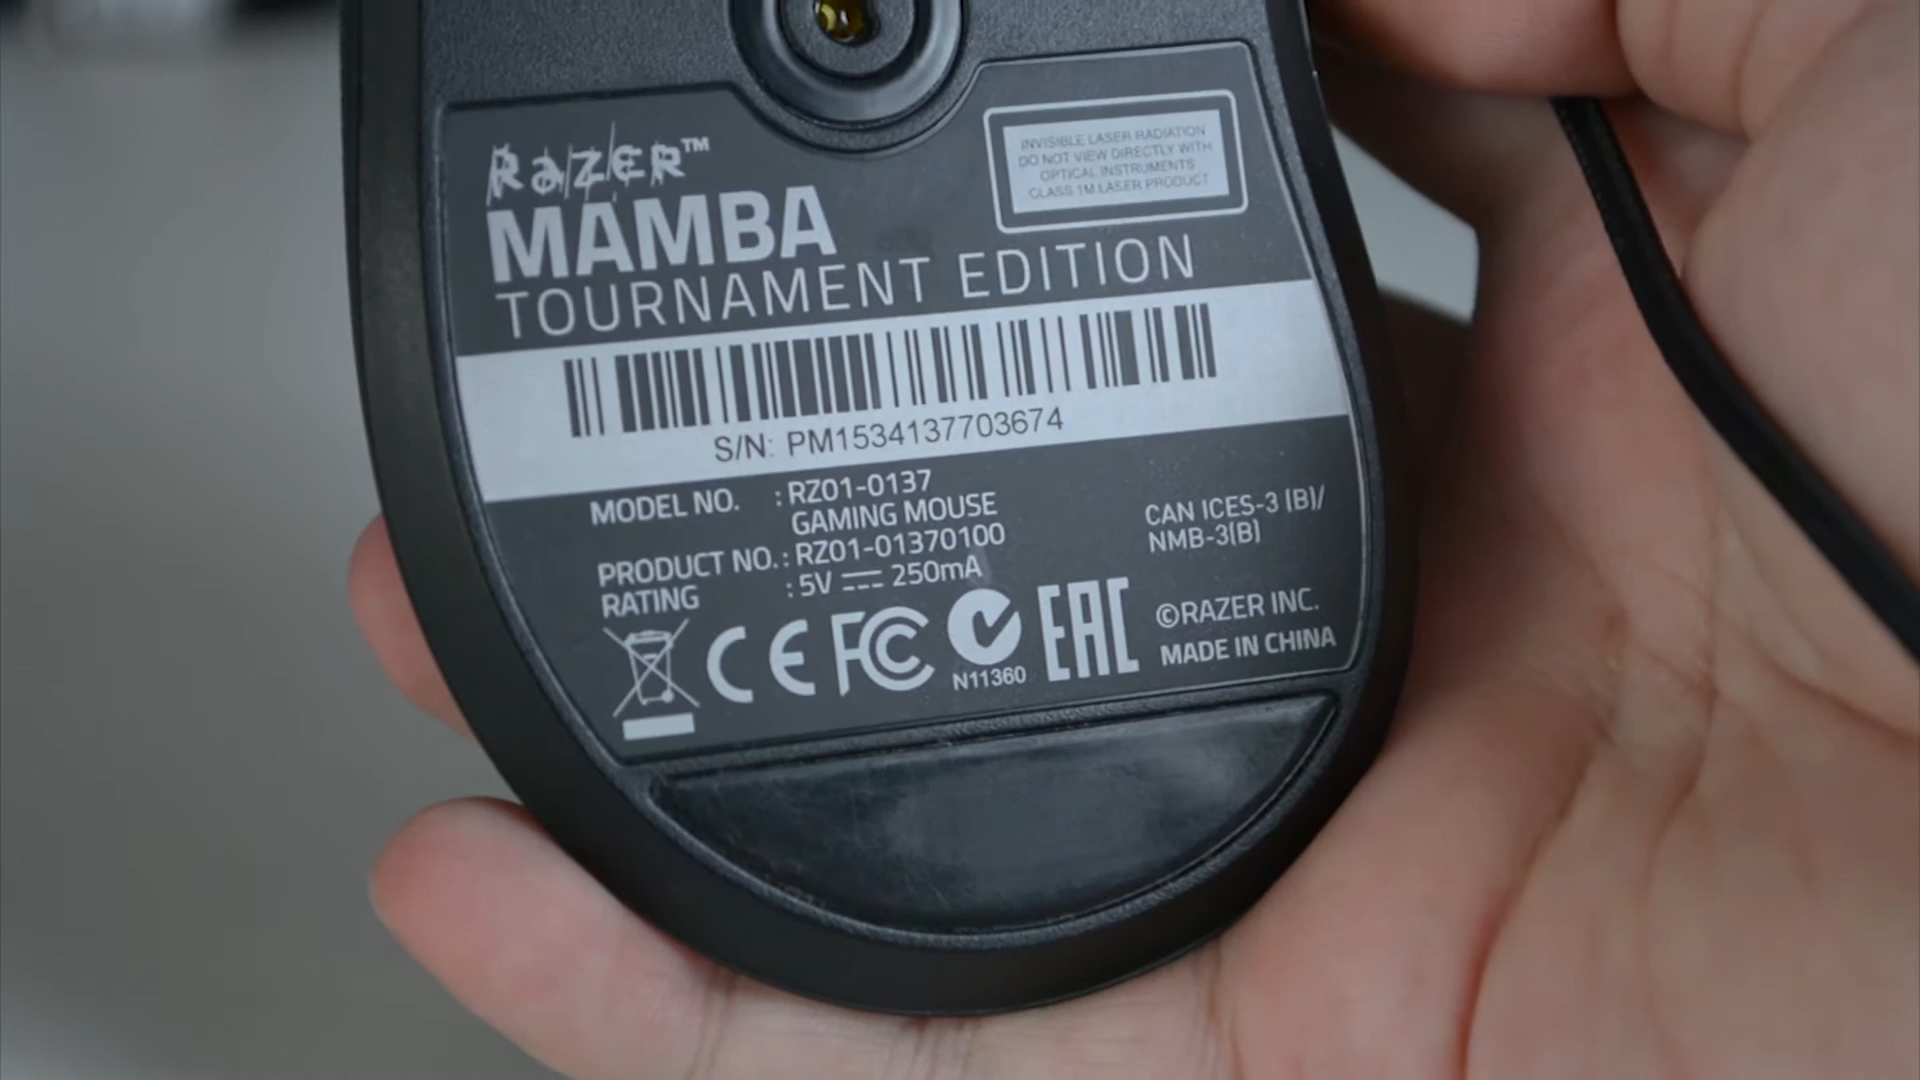 RAZER™
MAMBA
TOURNAMENT EDITION
INVISIBLE LASER RADIATION
DO NOT VIEW DIRECTLY WITH
OPTICAL INSTRUMENTS
CLASS 1M LASER PRODUCT
S/N: PM1534137703674
MODEL NO. : RZ01-0137
GAMING MOUSE
PRODUCT NO. : RZ01-01370100
RATING : 5V 250mA
CAN ICES-3 (B)/
NMB-3(B)
CE FC N11360 EAC
©RAZER INC.
MADE IN CHINA